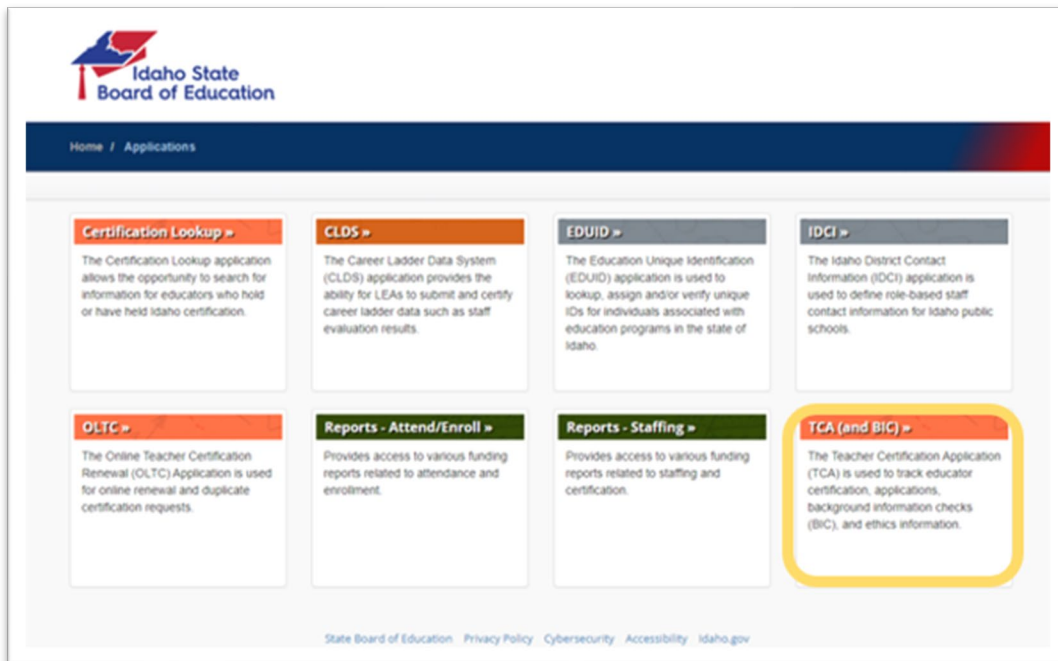 Idaho State
Board of Education
Home / Applications
Certification Lookup »
The Certification Lookup application
allows the opportunity to search for
information for educators who hold
or have held Idaho certification.
CLDS »
The Career Ladder Data System
(CLDS) application provides the
ability for LEAs to submit and certify
career ladder data such as staff
evaluation results.
EDUID »
The Education Unique Identification
(EDUID) application is used to
lookup, assign and/or verify unique
IDs for individuals associated with
education programs in the state of
Idaho.
IDCI »
The Idaho District Contact
Information (IDCI) application is
used to define role-based staff
contact information for Idaho public
schools.
OLTC »
The Online Teacher Certification
Renewal (OLTC) Application is used
for online renewal and duplicate
certification requests.
Reports - Attend/Enroll »
Provides access to various funding
reports related to attendance and
enrollment.
Reports - Staffing »
Provides access to various funding
reports related to staffing and
certification.
TCA (and BIC) »
The Teacher Certification Application
(TCA) is used to track educator
certification, applications,
background information checks
(BIC), and ethics information.
State Board of Education Privacy Policy Cybersecurity Accessibility Idaho.gov